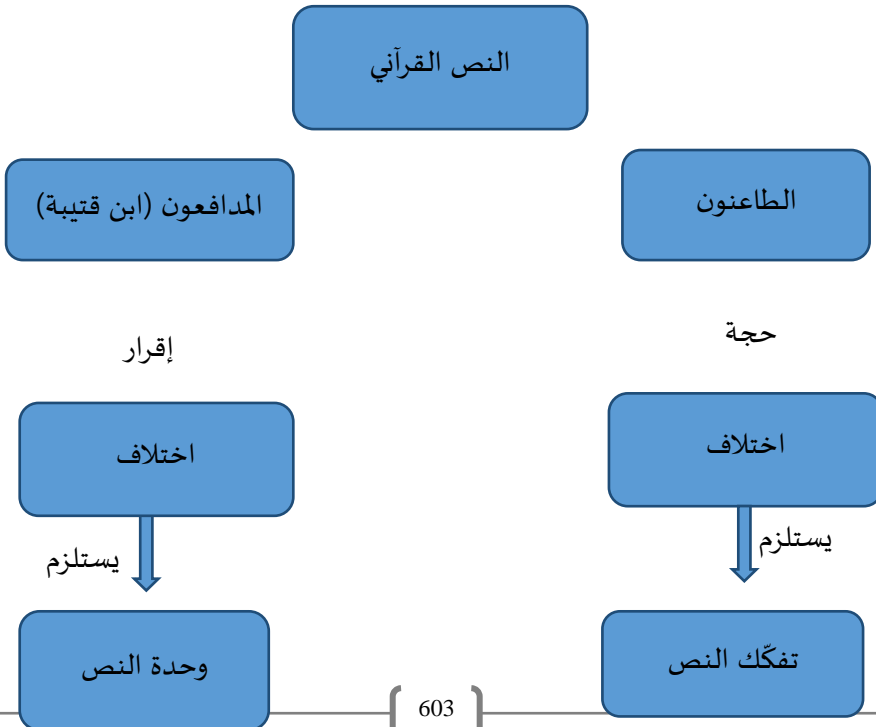 النص القرآني
الطاعنون
المدافعون (ابن قتيبة)
حجة
إقرار
اختلاف
اختلاف
يستلزم
يستلزم
تفكّك النص
وحدة النص
603